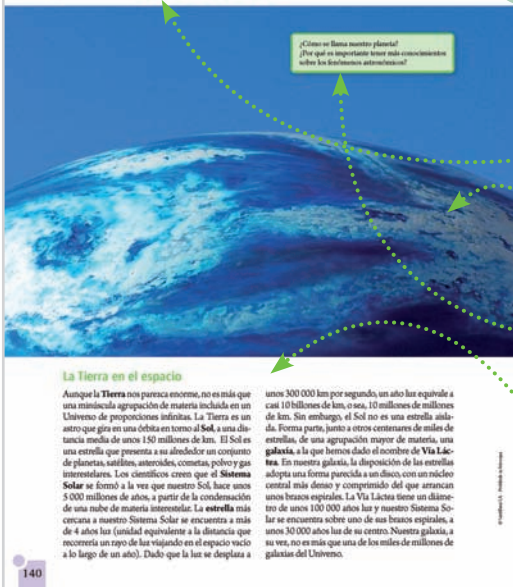 ¿Cómo se llama nuestro planeta?
¿Por qué es importante tener más conocimientos
sobre los fenómenos astronómicos?
La Tierra en el espacio
Aunque la Tierra nos parezca enorme, no es más que
una minúscula agrupación de materia incluida en un
Universo de proporciones infinitas. La Tierra es un
astro que gira en una órbita en torno al Sol, a una dis-
tancia media de unos 150 millones de km. El Sol es
una estrella que presenta a su alrededor un conjunto
de planetas, satélites, asteroides, cometas, polvo y gas
interestelares. Los científicos creen que el Sistema
Solar se formó a la vez que nuestro Sol, hace unos
5 000 millones de años, a partir de la condensación
de una nube de materia interestelar. La estrella más
cercana a nuestro Sistema Solar se encuentra a más
de 4 años luz (unidad equivalente a la distancia que
recorrería un rayo de luz viajando en el espacio vacío
a lo largo de un año). Dado que la luz se desplaza a
unos 300 000 km por segundo, un año luz equivale a
casi 10 billones de km, o sea, 10 millones de millones
de km. Sin embargo, el Sol no es una estrella aisla-
da. Forma parte, junto a otros centenares de miles de
estrellas, de una agrupación mayor de materia, una
galaxia, a la que hemos dado el nombre de Vía Lác-
tea. En nuestra galaxia, la disposición de las estrellas
adopta una forma parecida a un disco, con un núcleo
central más denso y comprimido del que arrancan
unos brazos espirales. La Vía Láctea tiene un diáme-
tro de unos 100 000 años luz y nuestro Sistema So-
lar se encuentra sobre uno de sus brazos espirales, a
unos 30 000 años luz de su centro. Nuestra galaxia, a
su vez, no es más que una de los miles de millones de
galaxias del Universo.
140